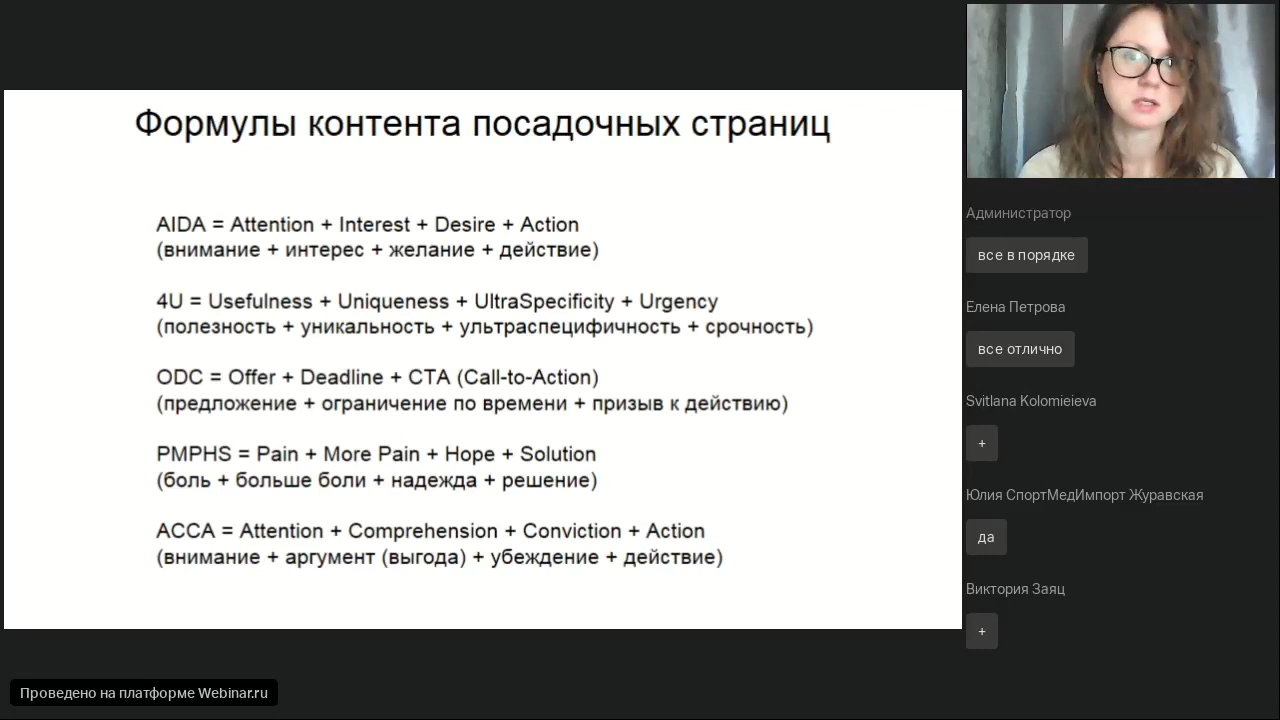 Формулы контента посадочных страниц
AIDA = Attention + Interest + Desire + Action
(внимание + интерес + желание + действие)
4U = Usefulness + Uniqueness + UltraSpecificity + Urgency
(полезность + уникальность + ультраспецифичность + срочность)
ODC = Offer + Deadline + CTA (Call-to-Action)
(предложение + ограничение по времени + призыв к действию)
PMPHS = Pain + More Pain + Hope + Solution
(боль + больше боли + надежда + решение)
ACCA = Attention + Comprehension + Conviction + Action
(внимание + аргумент (выгода) + убеждение + действие)
Администратор
все в порядке
Елена Петрова
все отлично
Svitlana Kolomieieva
+
Юлия СпортМедИмпорт Журавская
да
Виктория Заяц
+
Проведено на платформе Webinar.ru